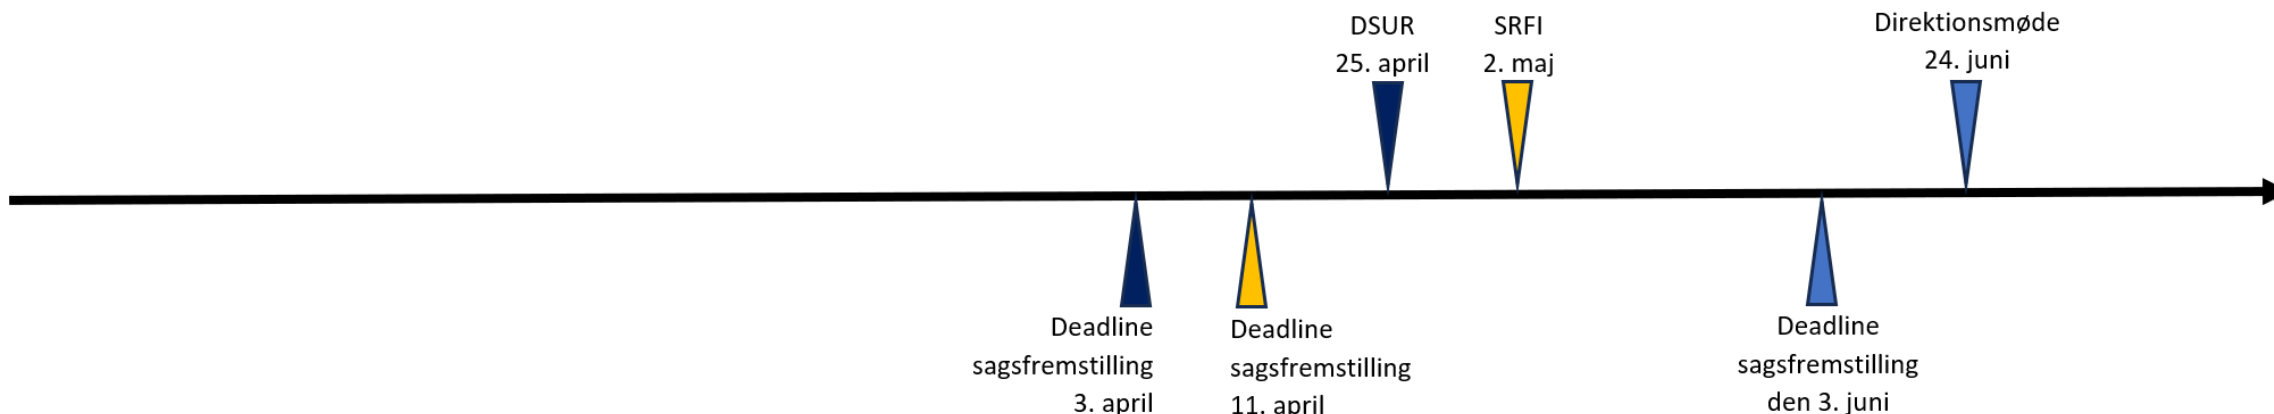 DSUR
25. april
SRFI
2. maj
Direktionsmøde
24. juni
Deadline
sagsfremstilling
3. april
Deadline
sagsfremstilling
11. april
Deadline
sagsfremstilling
den 3. juni